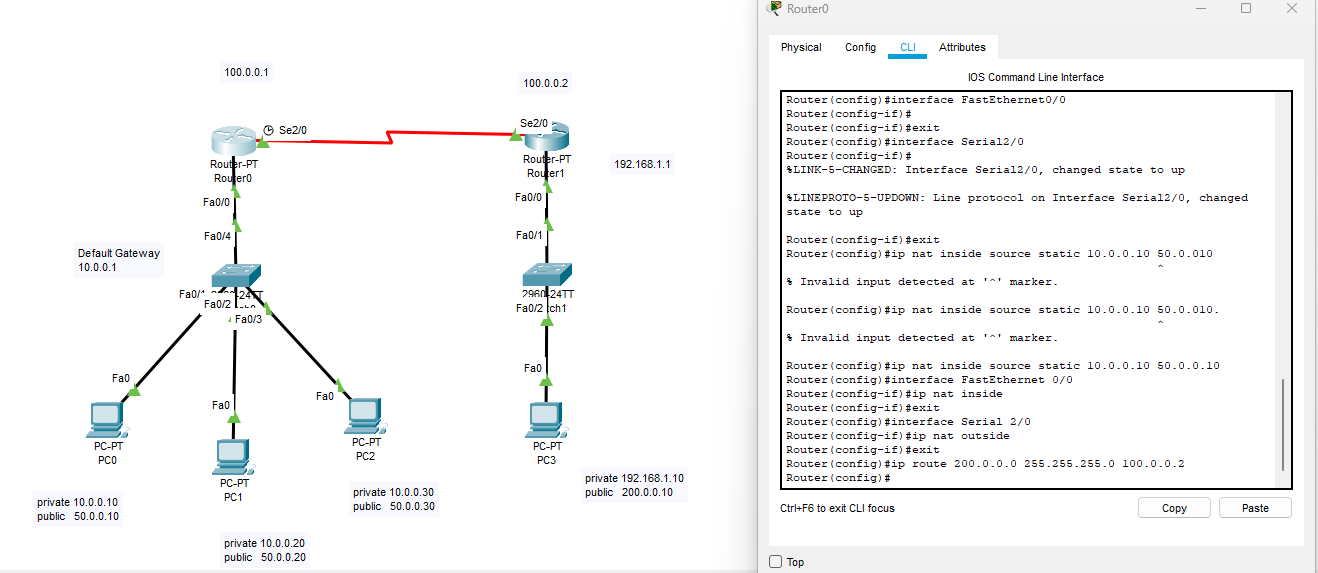 100.0.0.1
100.0.0.2
Se2/0
Se2/0
Router-PT
Router0
Router-PT
Router1
192.168.1.1
Fa0/0
Fa0/0
Fa0/4
Fa0/1
Default Gateway
10.0.0.1
2960-24TT
Fa0/1
Fa0/2
Fa0/3
Fa0/2
Fa0
Fa0
Fa0
Fa0
PC-PT
PC0
PC-PT
PC1
PC-PT
PC2
PC-PT
PC3
private 10.0.0.10
public 50.0.0.10
private 10.0.0.20
public 50.0.0.20
private 10.0.0.30
public 50.0.0.30
private 192.168.1.10
public 200.0.0.10
Router0
Physical Config CLI Attributes
IOS Command Line Interface
Router(config)#interface FastEthernet0/0
Router(config-if)#
Router(config-if)#exit
Router(config)#interface Serial2/0
Router(config-if)#
%LINK-5-CHANGED: Interface Serial2/0, changed state to up
%LINEPROTO-5-UPDOWN: Line protocol on Interface Serial2/0, changed
state to up
Router(config-if)#exit
Router(config)#ip nat inside source static 10.0.0.10 50.0.010
^
% Invalid input detected at '^' marker.
Router(config)#ip nat inside source static 10.0.0.10 50.0.010.
^
% Invalid input detected at '^' marker.
Router(config)#ip nat inside source static 10.0.0.10 50.0.0.10
Router(config)#interface FastEthernet 0/0
Router(config-if)#ip nat inside
Router(config-if)#exit
Router(config)#interface Serial 2/0
Router(config-if)#ip nat outside
Router(config-if)#exit
Router(config)#ip route 200.0.0.0 255.255.255.0 100.0.0.2
Router(config)#
Ctrl+F6 to exit CLI focus
Copy Paste
Top